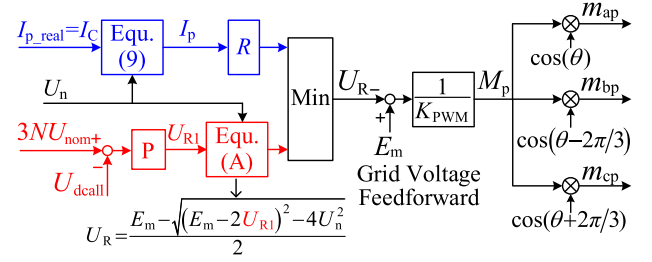 I_p_real=I_C
Equ. (9)
I_p
R
U_n
3NU_nom+
−
U_dcall
P
U_R1
Equ. (A)
Min
U_R−
+
E_m
Grid Voltage
Feedforward
1/K_PWM
M_p
m_ap
cos(θ)
m_bp
cos(θ−2π/3)
m_cp
cos(θ+2π/3)
U_R=(E_m−√((E_m−2U_R1)²−4U_n²))/2